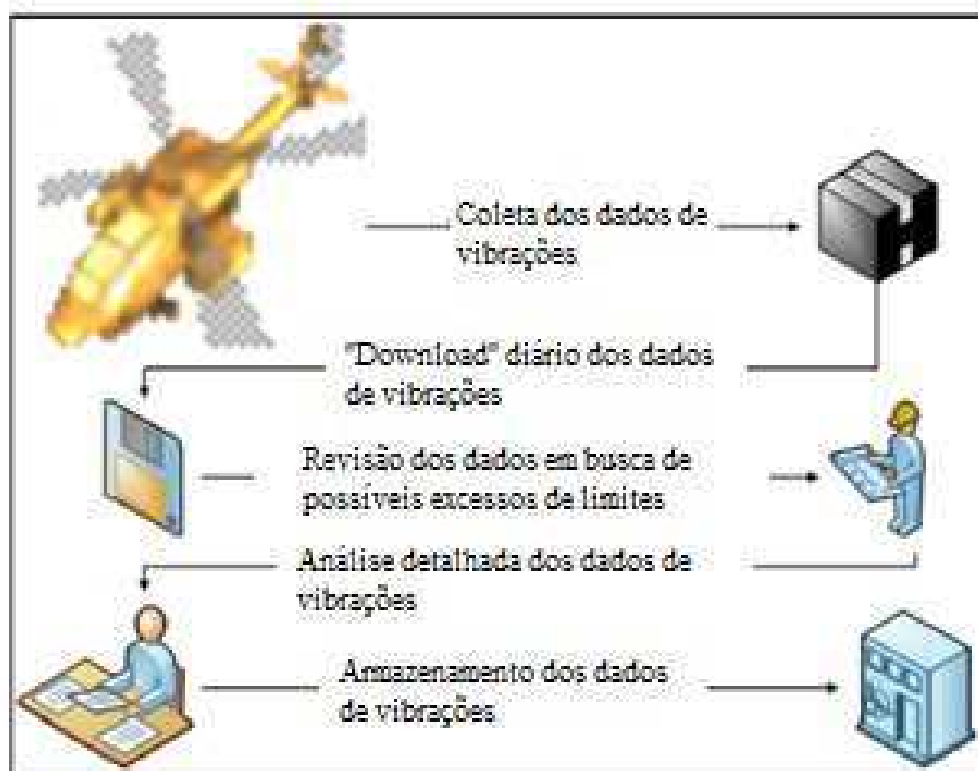 Coleta dos dados de
vibrações
"Download" diário dos dados
de vibrações
Revisão dos dados em busca de
possíveis excessos de limites
Análise detalhada dos dados de
vibrações
Armazenamento dos dados
de vibrações